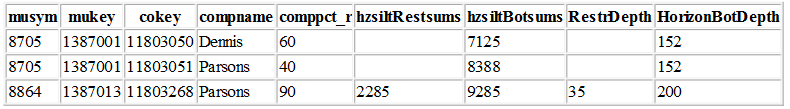 musym mukey cokey compname comppct_r hzsiltRestsums hzsiltBotsums RestrDepth HorizonBotDepth
8705 1387001 11803050 Dennis 60 7125 152
8705 1387001 11803051 Parsons 40 8388 152
8864 1387013 11803268 Parsons 90 2285 9285 35 200